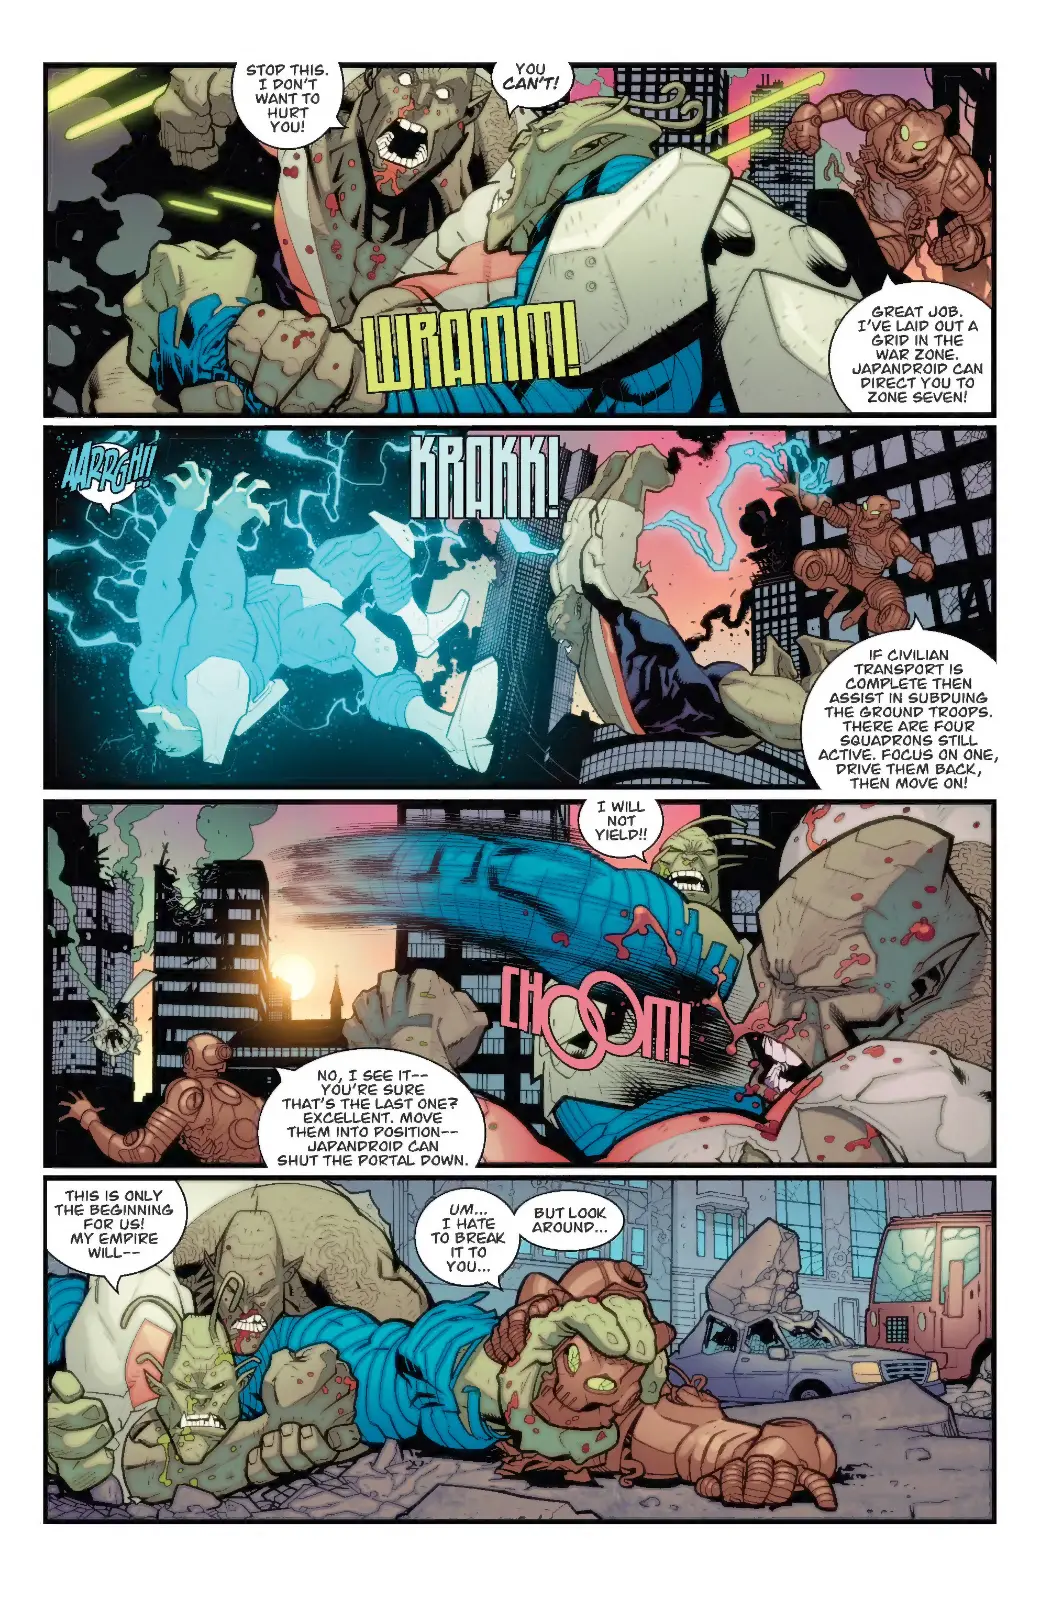 STOP THIS.
I DON'T
WANT TO
HURT
YOU!
YOU
CAN'T!
WRAMM!
GREAT JOB.
I'VE LAID OUT A
GRID IN THE
WAR ZONE.
JAPANDROID CAN
DIRECT YOU TO
ZONE SEVEN!
AARRGH!!
KRAKK!
IF CIVILIAN
TRANSPORT IS
COMPLETE THEN
ASSIST IN SUBDUING
THE GROUND TROOPS.
THERE ARE FOUR
SQUADRONS STILL
ACTIVE. FOCUS ON ONE,
DRIVE THEM BACK,
THEN MOVE ON!
I WILL
NOT
YIELD!!
CHOOOM!
NO, I SEE IT--
YOU'RE SURE
THAT'S THE LAST ONE?
EXCELLENT. MOVE
THEM INTO POSITION--
JAPANDROID CAN
SHUT THE PORTAL DOWN.
THIS IS ONLY
THE BEGINNING
FOR US!
MY EMPIRE
WILL--
UM...
I HATE
TO BREAK
IT TO
YOU...
BUT LOOK
AROUND...